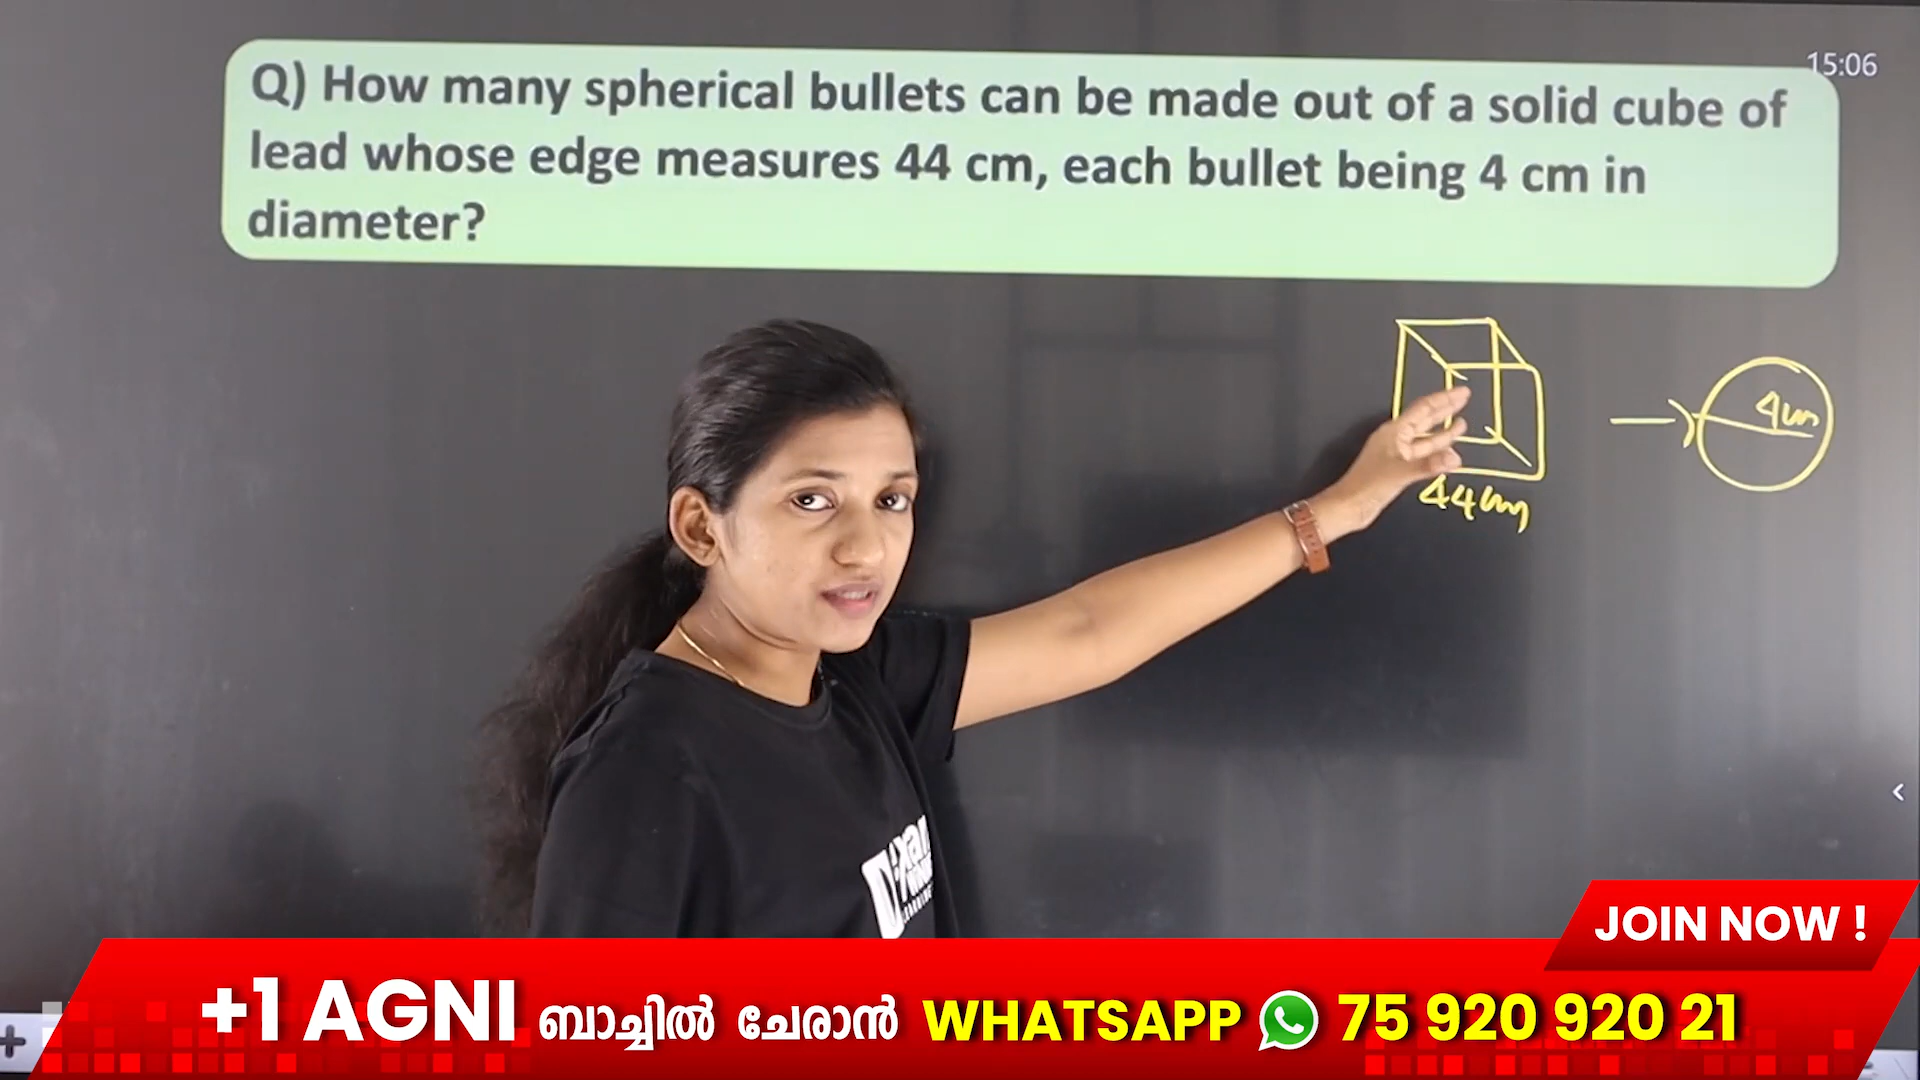 15:06
Q) How many spherical bullets can be made out of a solid cube of
lead whose edge measures 44 cm, each bullet being 4 cm in
diameter?
4cm
44cm
JOIN NOW !
+1 AGNI ബാച്ചിൽ ചേരാൻ WHATSAPP 75 920 920 21